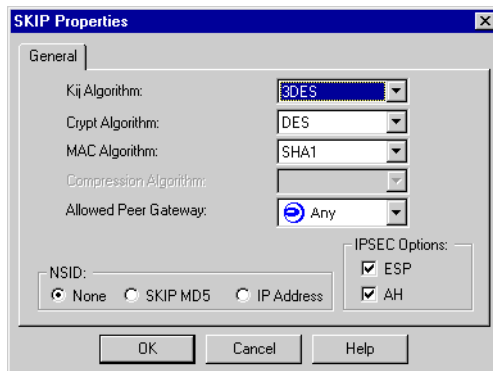 SKIP Properties
General
Kij Algorithm: 3DES
Crypt Algorithm: DES
MAC Algorithm: SHA1
Compression Algorithm:
Allowed Peer Gateway: Any
NSID:
None SKIP MD5 IP Address
IPSEC Options:
ESP
AH
OK Cancel Help